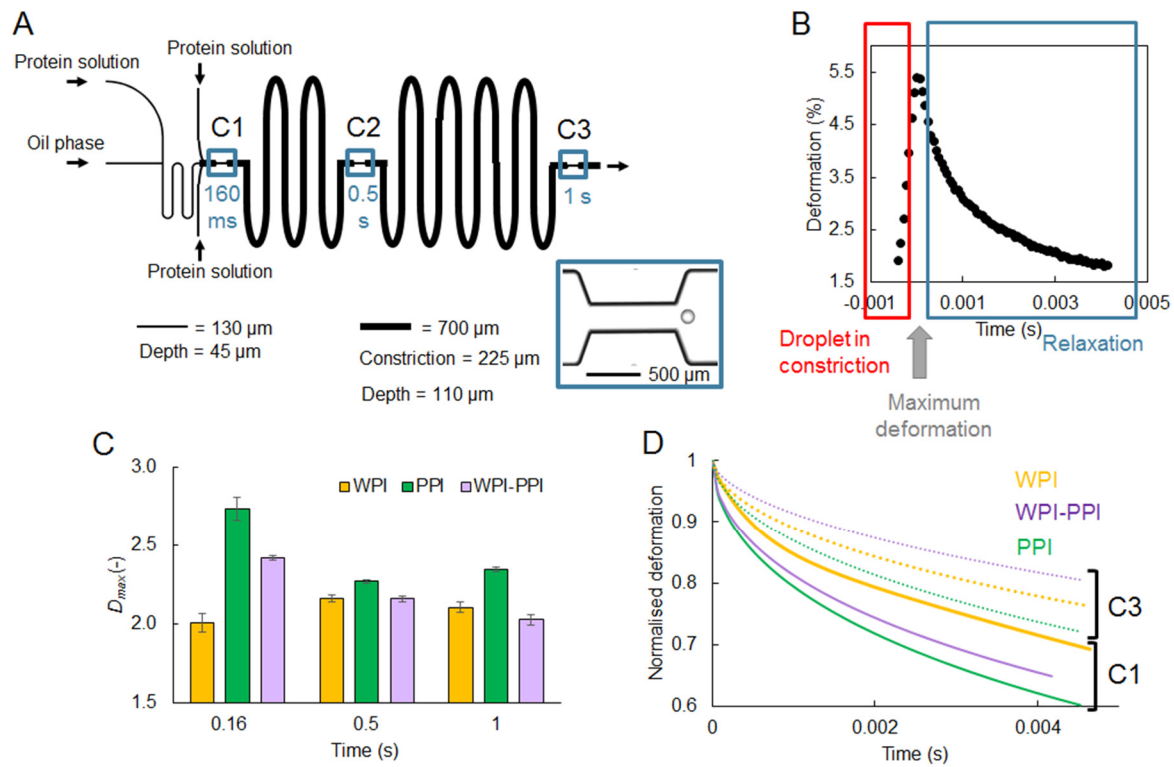 A
Protein solution
Protein solution
Oil phase
C1
C2
C3
160
ms
0.5
s
1 s
Protein solution
= 130 µm
Depth = 45 µm
= 700 µm
Constriction = 225 µm
Depth = 110 µm
500 µm
B
Deformation (%)
5.5
4.5
3.5
2.5
1.5
-0.001
0.001
0.003
0.005
Time (s)
Droplet in
constriction
Relaxation
Maximum
deformation
C
Dmax (-)
3.0
2.5
2.0
1.5
WPI
PPI
WPI-PPI
0.16
0.5
1
Time (s)
D
Normalised deformation
1
0.9
0.8
0.7
0.6
WPI
WPI-PPI
PPI
C3
C1
0
0.002
0.004
Time (s)